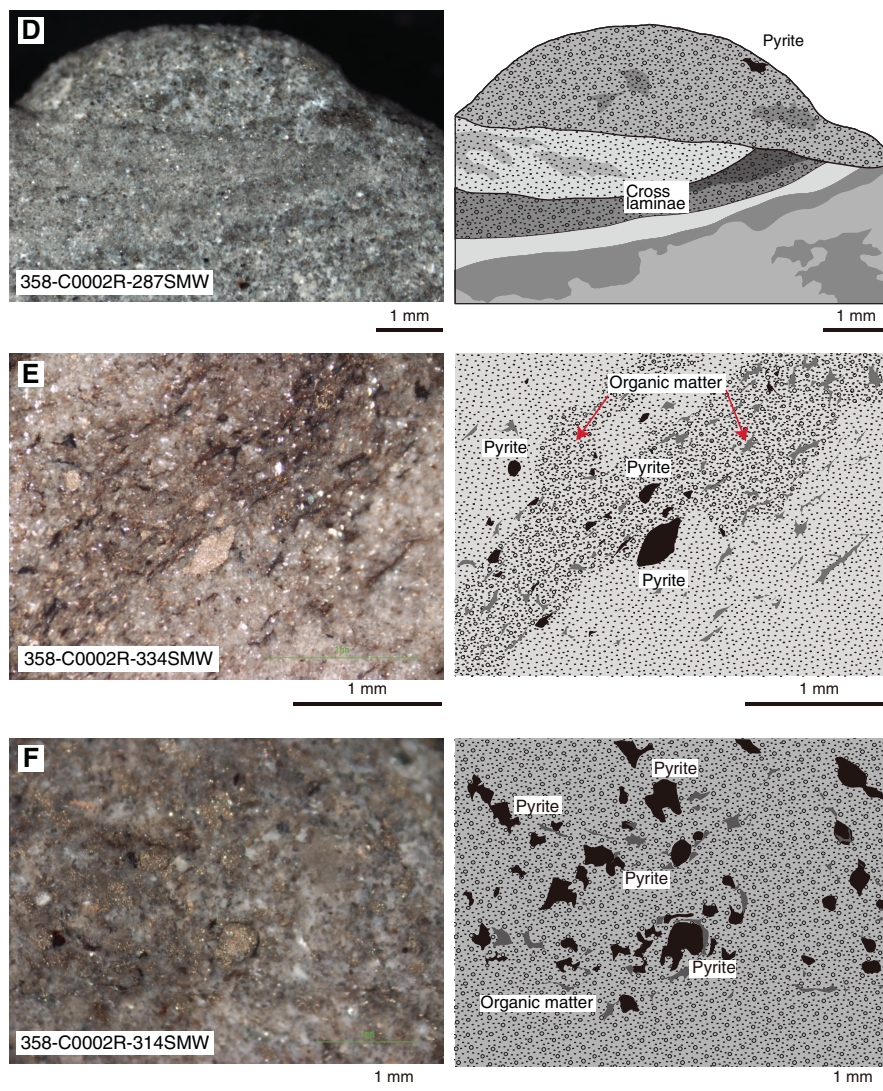 D
Pyrite
Cross
laminae
358-C0002R-287SMW
1 mm
1 mm
E
Organic matter
Pyrite
Pyrite
Pyrite
358-C0002R-334SMW
1 mm
1 mm
F
Pyrite
Pyrite
Pyrite
Pyrite
Organic matter
358-C0002R-314SMW
1 mm
1 mm